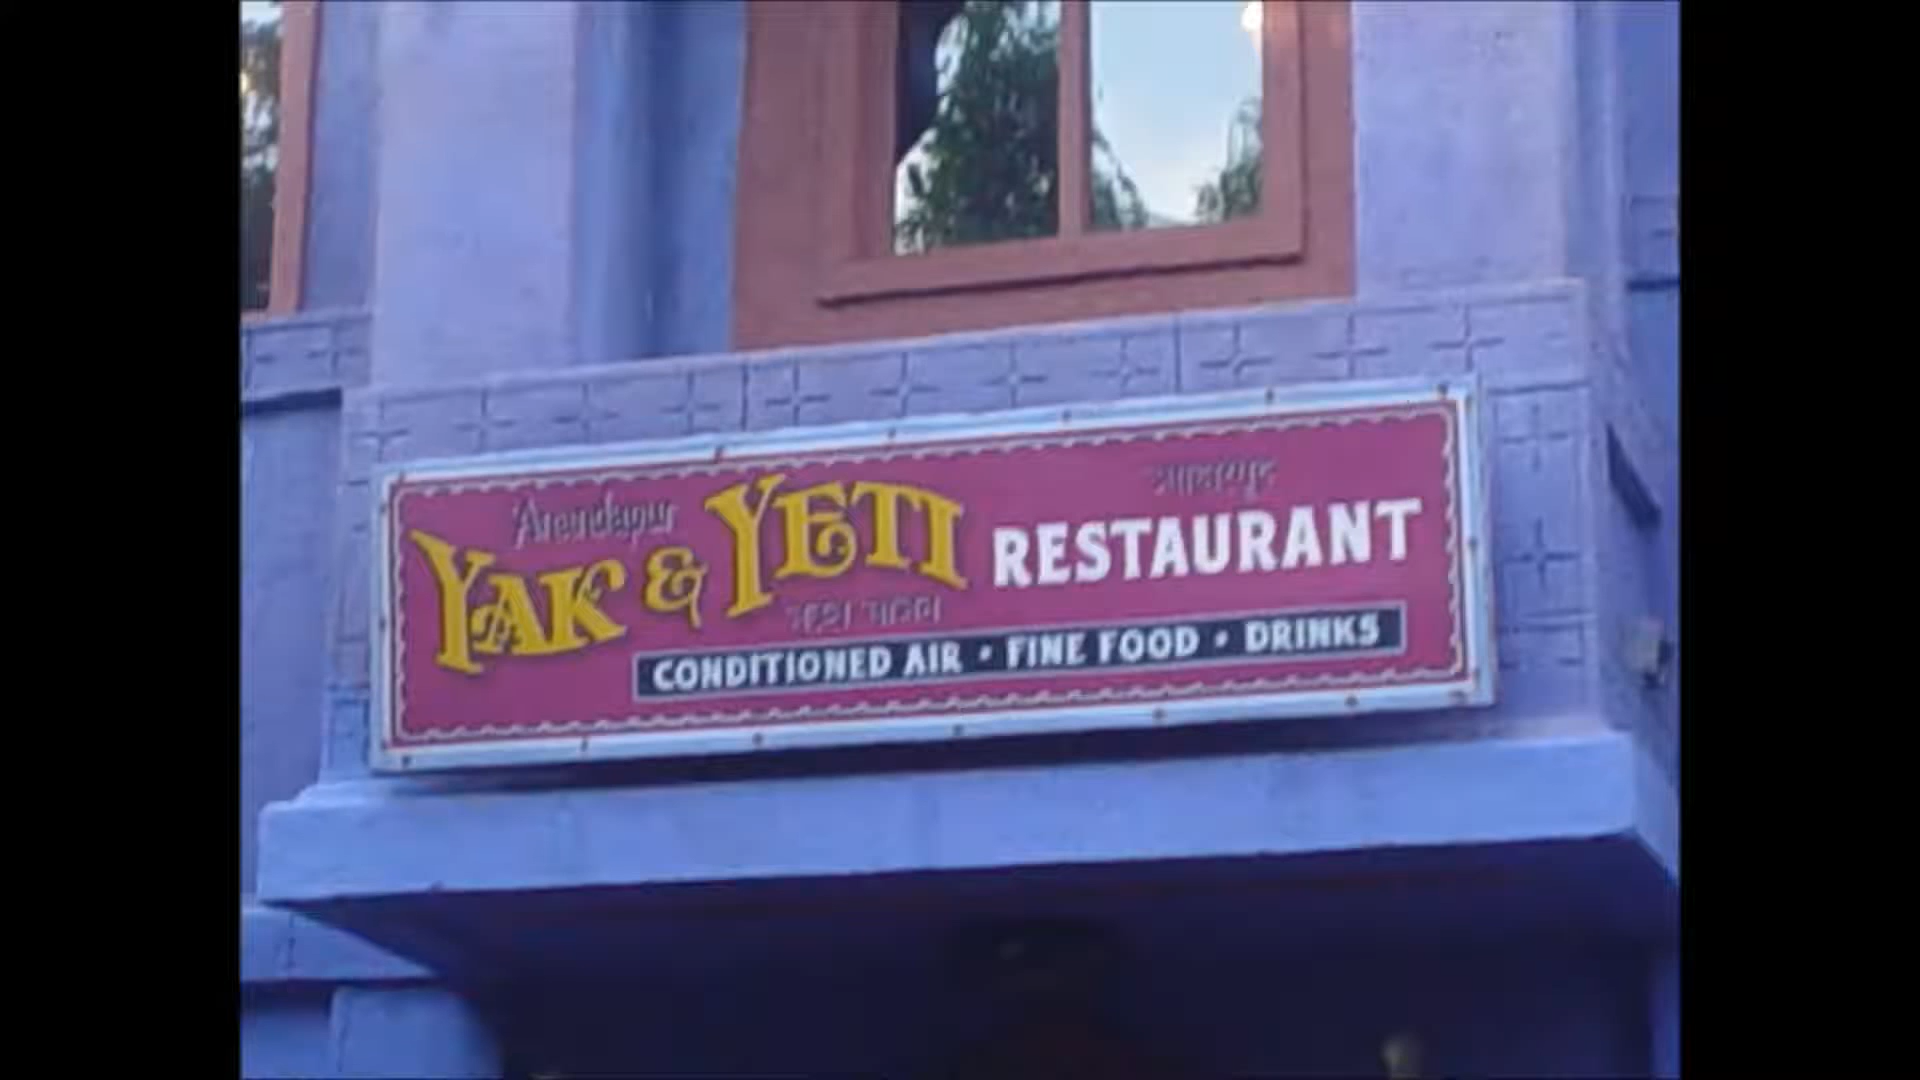 Anandapur
YAK & YETI RESTAURANT
CONDITIONED AIR • FINE FOOD • DRINKS